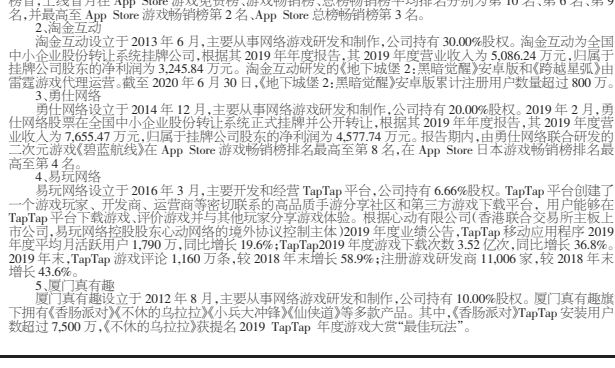 榜首,上线首月在 App Store 游戏免费榜、游戏畅销榜、总榜畅销榜平均排名分别为第 10 名、第 6 名、第 9
名,并最高至 App Store 游戏畅销榜第 2 名、App Store 总榜畅销榜第 3 名。
2、淘金互动
淘金互动设立于 2013 年 6 月,主要从事网络游戏研发和制作,公司持有 30.00%股权。淘金互动为全国
中小企业股份转让系统挂牌公司,根据其 2019 年年度报告,其 2019 年度营业收入为 5,086.24 万元,归属于
挂牌公司股东的净利润为 3,245.84 万元。淘金互动研发的《地下城堡 2:黑暗觉醒》安卓版和《跨越星弧》由
雷霆游戏代理运营。截至 2020 年 6 月 30 日,《地下城堡 2:黑暗觉醒》安卓版累计注册用户数量超过 800 万。
3、勇仕网络
勇仕网络设立于 2014 年 12 月,主要从事网络游戏研发和制作,公司持有 20.00%股权。2019 年 2 月,勇
仕网络股票在全国中小企业股份转让系统正式挂牌并公开转让,根据其 2019 年年度报告,其 2019 年度营
业收入为 7,655.47 万元,归属于挂牌公司股东的净利润为 4,577.74 万元。报告期内,由勇仕网络联合研发的
二次元游戏《碧蓝航线》在 App Store 游戏畅销榜排名最高至第 8 名,在 App Store 日本游戏畅销榜排名最
高至第 4 名。
4、易玩网络
易玩网络设立于 2016 年 3 月,主要开发和经营 TapTap 平台,公司持有 6.66%股权。TapTap 平台创建了
一个游戏玩家、开发商、运营商等密切联系的高品质手游分享社区和第三方游戏下载平台，用户能够在
TapTap 平台下载游戏、评价游戏并与其他玩家分享游戏体验。根据心动有限公司(香港联合交易所主板上
市公司,易玩网络控股股东心动网络的境外协议控制主体)2019 年度业绩公告,TapTap 移动应用程序 2019
年度平均月活跃用户 1,790 万,同比增长 19.6%;TapTap2019 年度游戏下载次数 3.52 亿次,同比增长 36.8%。
2019 年末,TapTap 游戏评论 1,160 万条,较 2018 年末增长 58.9%;注册游戏研发商 11,006 家,较 2018 年末
增长 43.6%。
5、厦门真有趣
厦门真有趣设立于 2012 年 8 月,主要从事网络游戏研发和制作,公司持有 10.00%股权。厦门真有趣旗
下拥有《香肠派对》《不休的乌拉拉》《小兵大冲锋》《仙侠道》等多款产品。其中,《香肠派对》TapTap 安装用户
数超过 7,500 万,《不休的乌拉拉》获提名 2019 TapTap 年度游戏大赏“最佳玩法”。